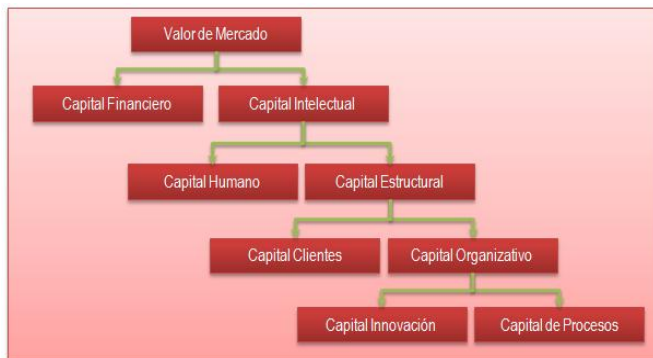 Valor de Mercado
Capital Financiero
Capital Intelectual
Capital Humano
Capital Estructural
Capital Clientes
Capital Organizativo
Capital Innovación
Capital de Procesos